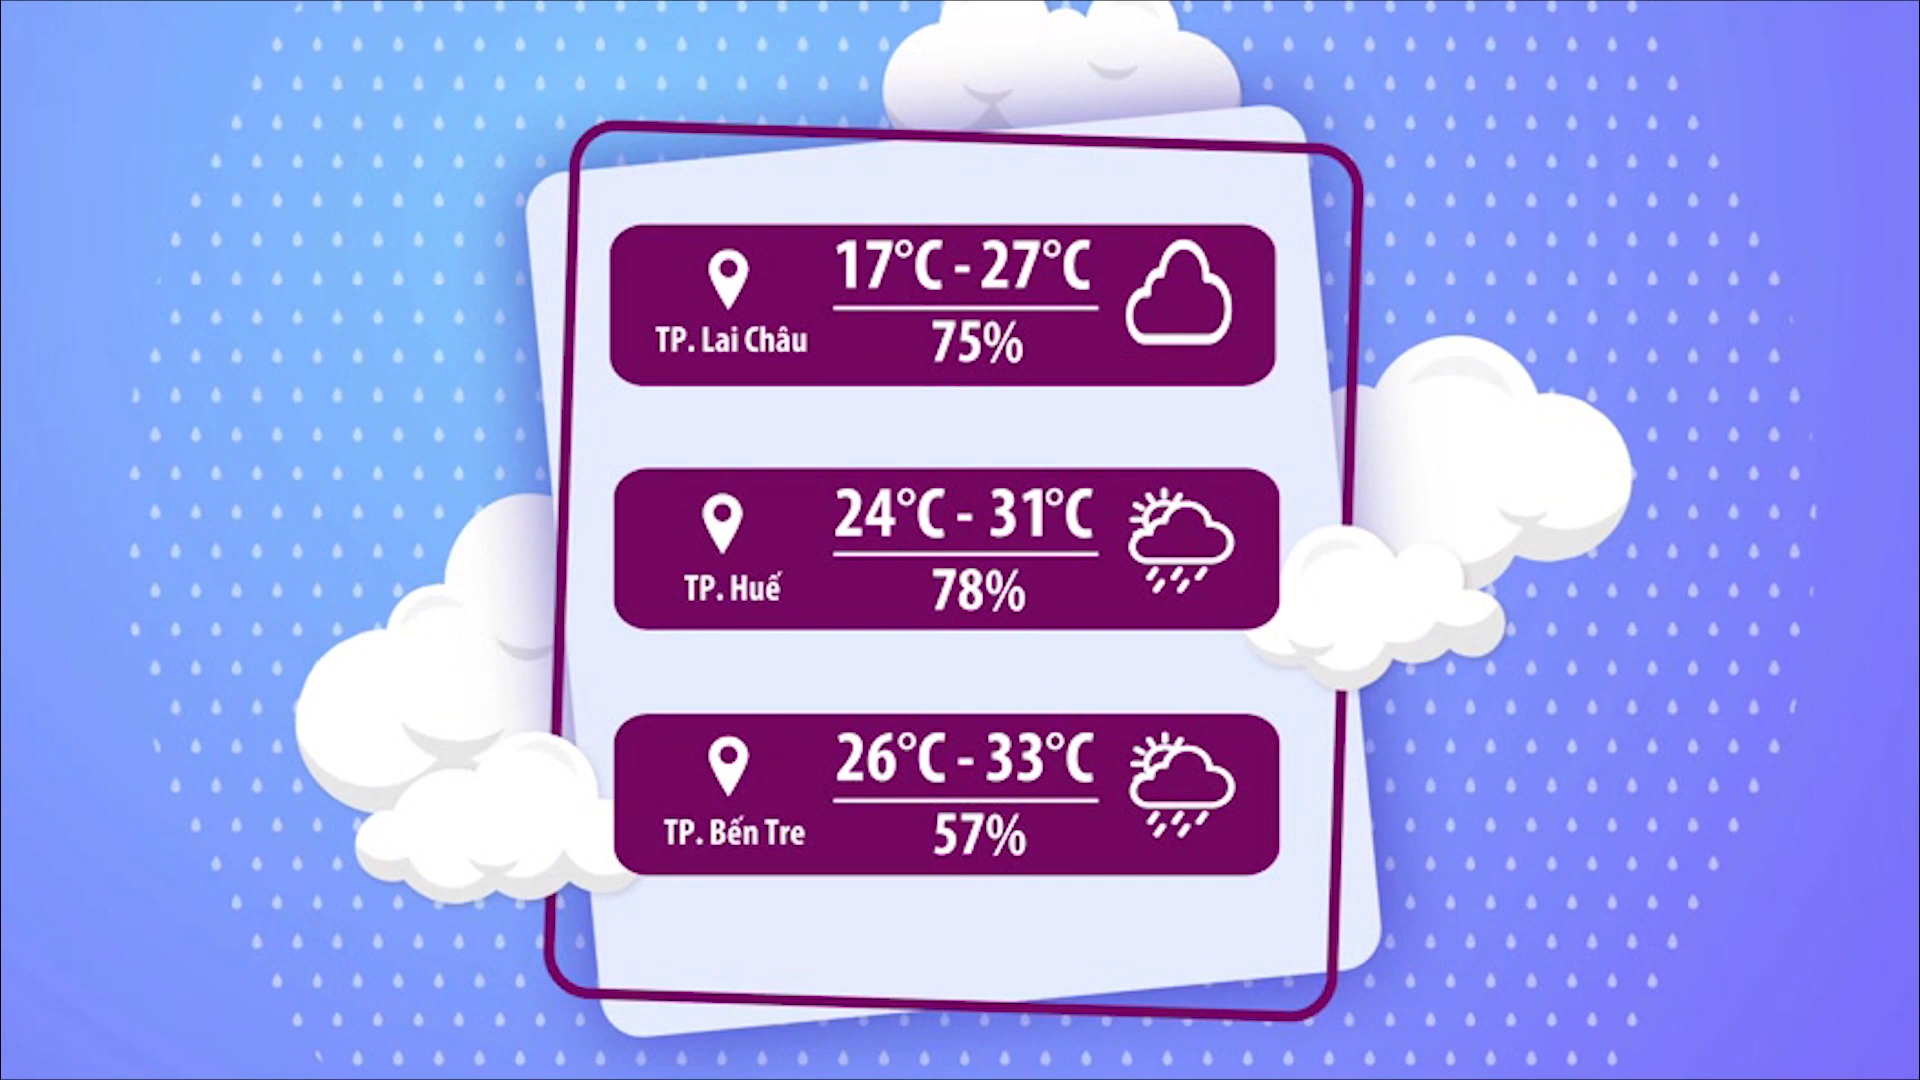 17°C - 27°C
TP. Lai Châu
75%
24°C - 31°C
TP. Huế
78%
26°C - 33°C
TP. Bến Tre
57%